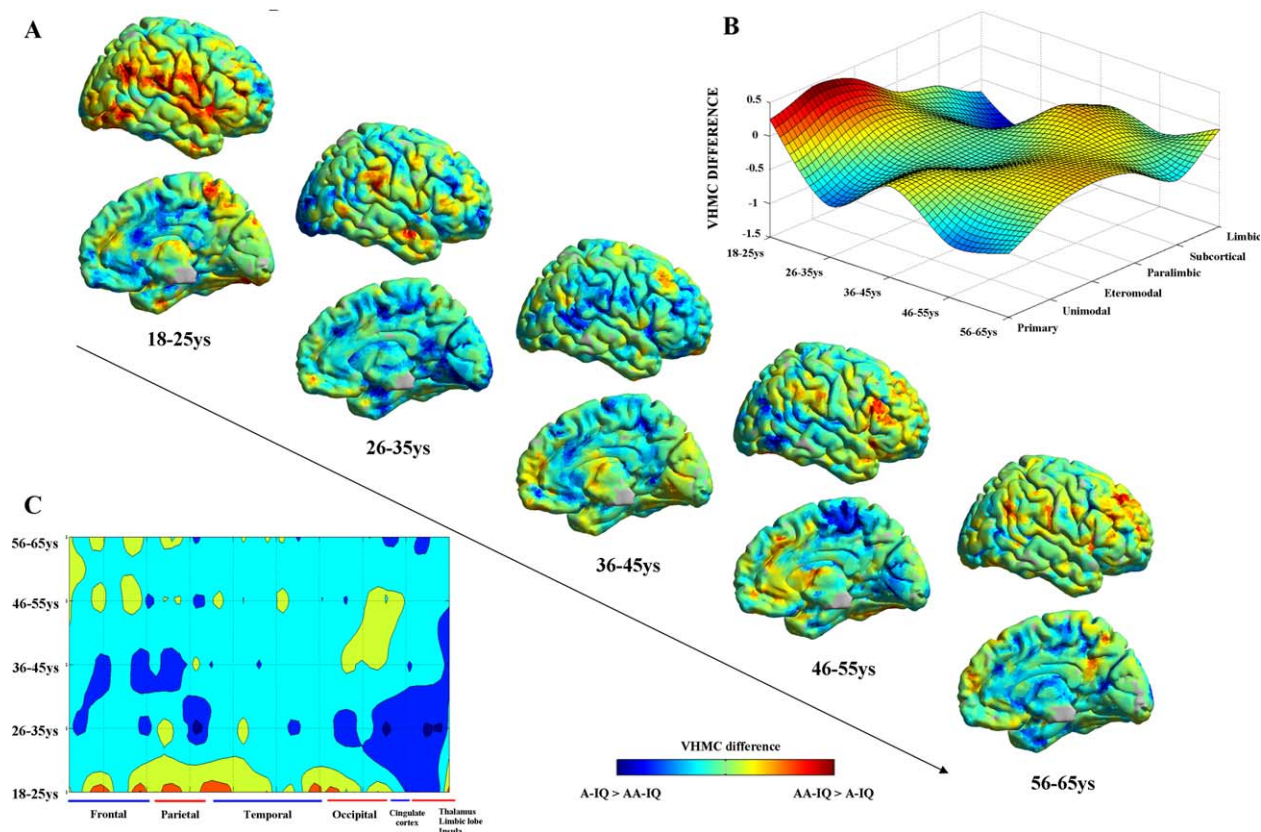 A
B
VHMC DIFFERENCE
0.5
0
-0.5
-1
-1.5
18-25ys
26-35ys
36-45ys
46-55ys
56-65ys
Primary
Unimodal
Eteromodal
Paralimbic
Subcortical
Limbic
18-25ys
26-35ys
36-45ys
46-55ys
56-65ys
C
56-65ys
46-55ys
36-45ys
26-35ys
18-25ys
Frontal
Parietal
Temporal
Occipital
Cingulate
cortex
Thalamus
Limbic lobe
Insula
VHMC difference
A-IQ > AA-IQ
AA-IQ > A-IQ